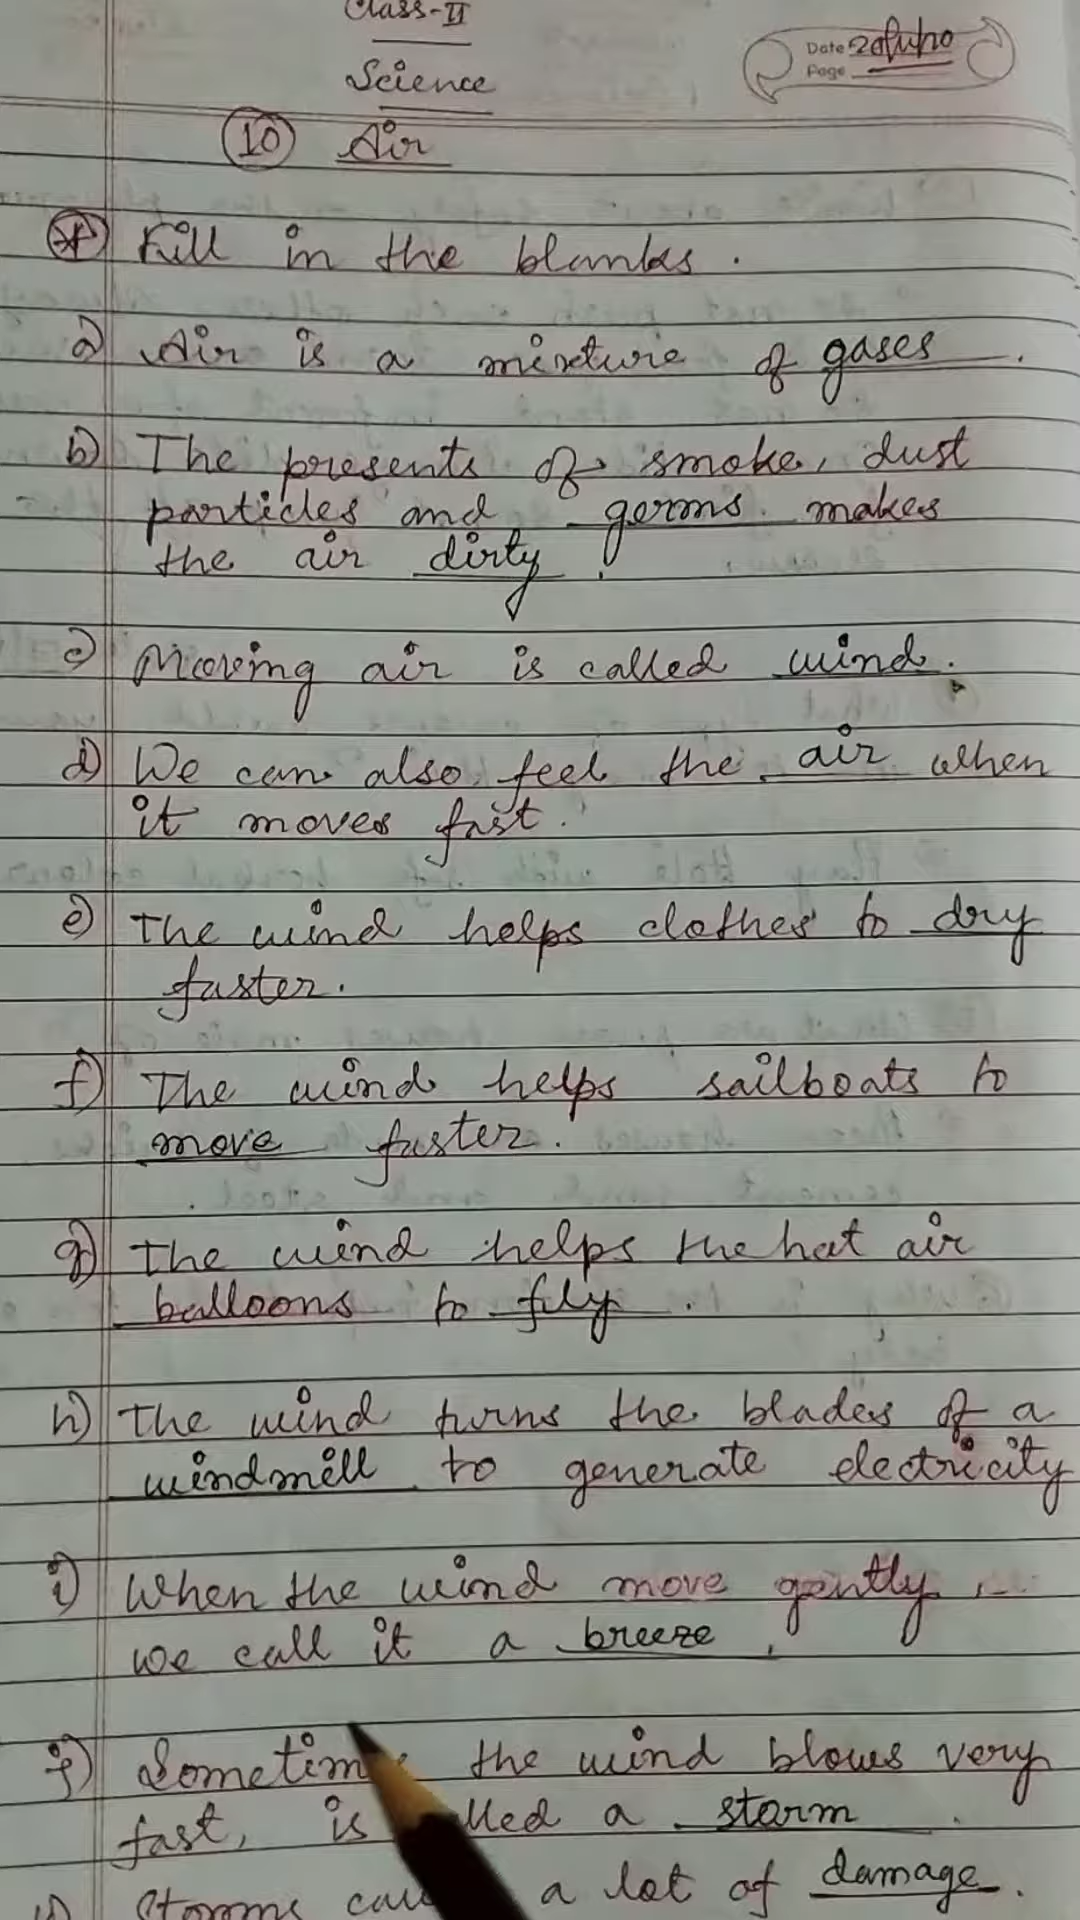 Class-II
Science
Date
Page
10 Air
Fill in the blanks.
a) Air is a mixture of gases.
b) The presents of smoke, dust
particles and germs makes
the air dirty.
c) Moving air is called wind.
d) We can also feel the air when
it moves fast.
e) The wind helps clothes to dry
faster.
f) The wind helps sailboats to
move faster.
g) The wind helps the hot air
balloons to fly.
h) The wind turns the blades of a
windmill to generate electricity
i) When the wind move gently,
we call it a breeze,
j) the wind blows very
fast, is a storm.
Storms a lot of damage.